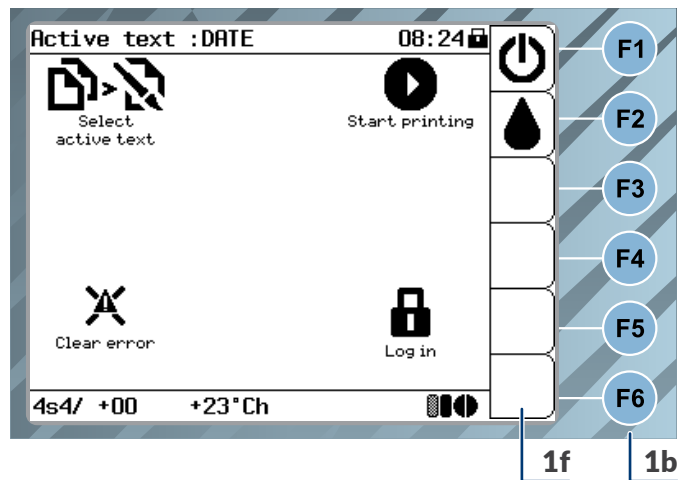 Active text :DATE 08:24
F1
Select
active text
Start printing
F2
F3
F4
Clear error
Log in
F5
4s4/ +00 +23°Ch
F6
1f 1b